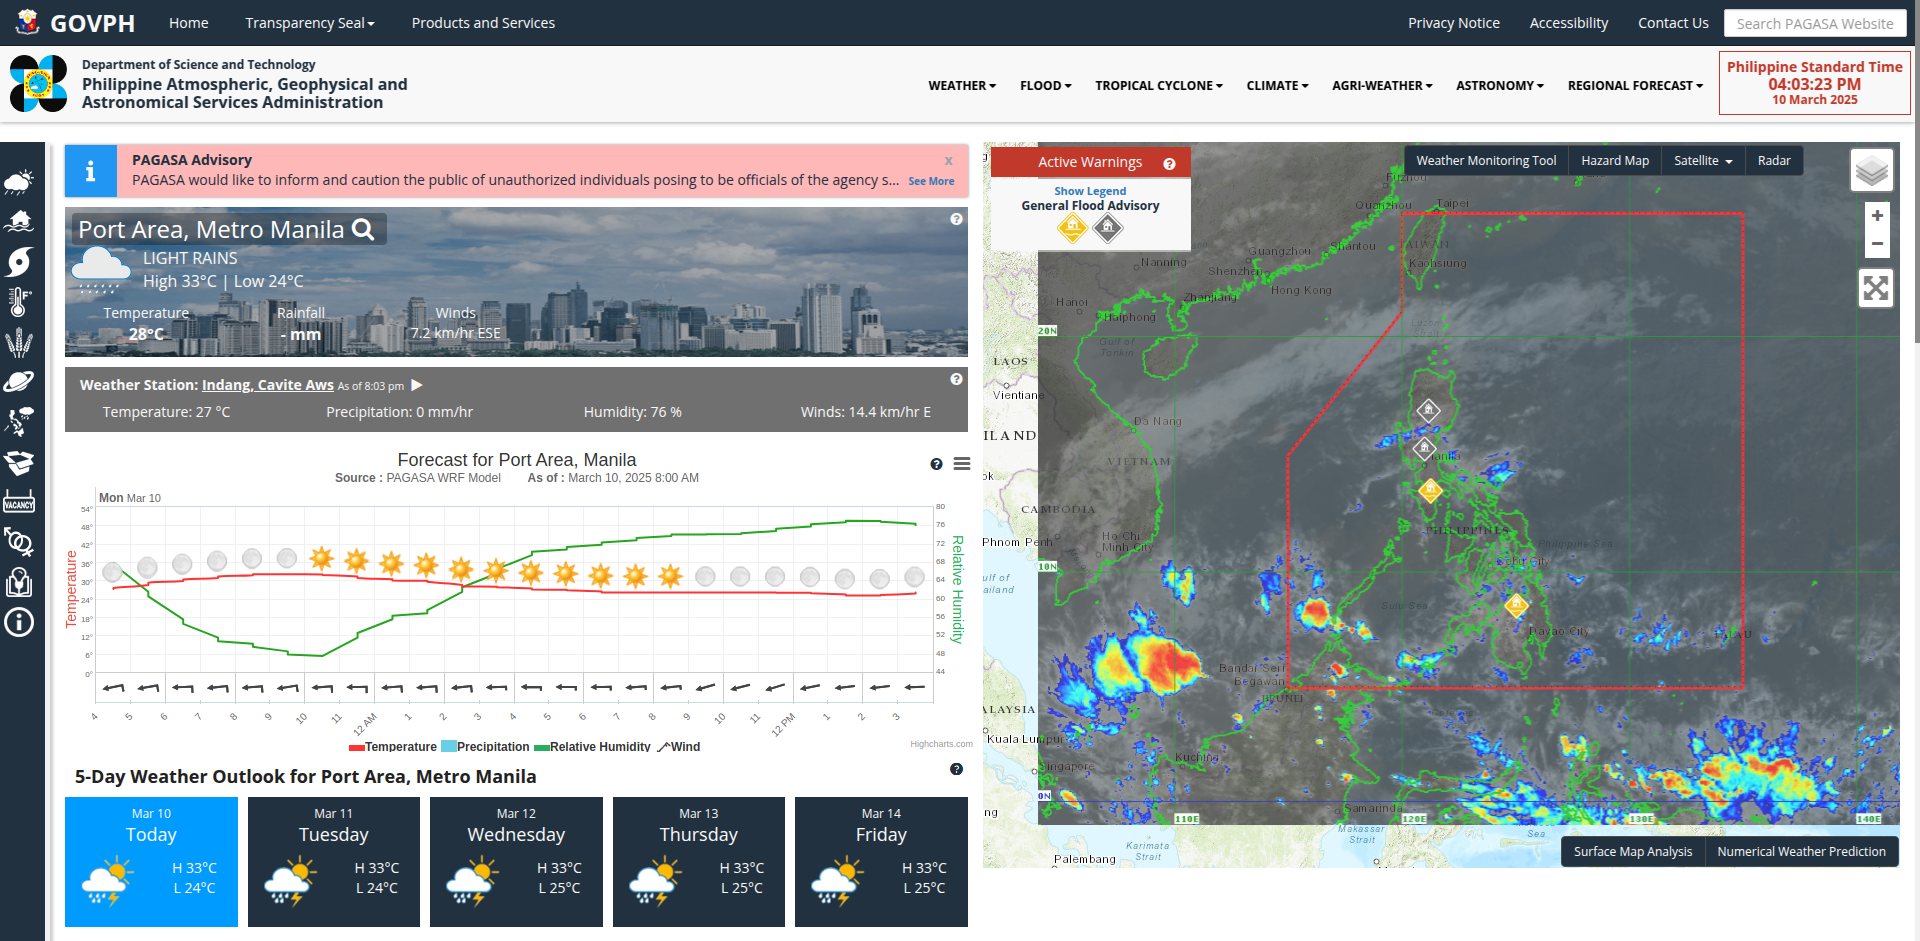 GOVPH
Home
Transparency Seal
Products and Services
Privacy Notice
Accessibility
Contact Us
Search PAGASA Website
Department of Science and Technology
Philippine Atmospheric, Geophysical and
Astronomical Services Administration
WEATHER
FLOOD
TROPICAL CYCLONE
CLIMATE
AGRI-WEATHER
ASTRONOMY
REGIONAL FORECAST
Philippine Standard Time
04:03:23 PM
10 March 2025
VACANCY
PAGASA Advisory
x
PAGASA would like to inform and caution the public of unauthorized individuals posing to be officials of the agency s... See More
Port Area, Metro Manila
LIGHT RAINS
High 33°C | Low 24°C
Temperature
28°C
Rainfall
- mm
Winds
7.2 km/hr ESE
Weather Station: Indang, Cavite Aws As of 8:03 pm
Temperature: 27 °C
Precipitation: 0 mm/hr
Humidity: 76 %
Winds: 14.4 km/hr E
Forecast for Port Area, Manila
Source : PAGASA WRF Model As of : March 10, 2025 8:00 AM
Mon Mar 10
Temperature
54°
48°
42°
36°
30°
24°
18°
12°
6°
0°
80
76
72
68
64
60
56
52
48
44
Relative Humidity
4 5 6 7 8 9 10 11 12 AM 1 2 3 4 5 6 7 8 9 10 11 12 PM 1 2 3
Temperature Precipitation Relative Humidity Wind
Highcharts.com
5-Day Weather Outlook for Port Area, Metro Manila
Mar 10
Today
H 33°C
L 24°C
Mar 11
Tuesday
H 33°C
L 24°C
Mar 12
Wednesday
H 33°C
L 25°C
Mar 13
Thursday
H 33°C
L 25°C
Mar 14
Friday
H 33°C
L 25°C
Active Warnings
Show Legend
General Flood Advisory
Weather Monitoring Tool
Hazard Map
Satellite
Radar
+
−
Fuzhou
Quanzhou
Taipei
Shantou
TAIWAN
Kaohsiung
Guangzhou
Shenzhen
Hong Kong
Nanning
Zhanjiang
Hanoi
Haiphong
20N
Gulf of
Tonkin
Luzon
LAOS
Vientiane
Da Nang
ILAND
VIETNAM
Manila
ok
CAMBODIA
PHILIPPINES
Philippine Sea
Phnom Penh
Ho Chi
Minh City
Cebu City
10N
ulf of
ailand
Sulu Sea
Davao City
PALAU
Bandar Seri
Begawan
BRUNEI
ALAYSIA
Kuala Lumpur
Kuching
Singapore
0N
ng
Samarinda
110E
120E
130E
140E
Makassar
Strait
Karimata
Strait
Sea
Palembang
Surface Map Analysis
Numerical Weather Prediction